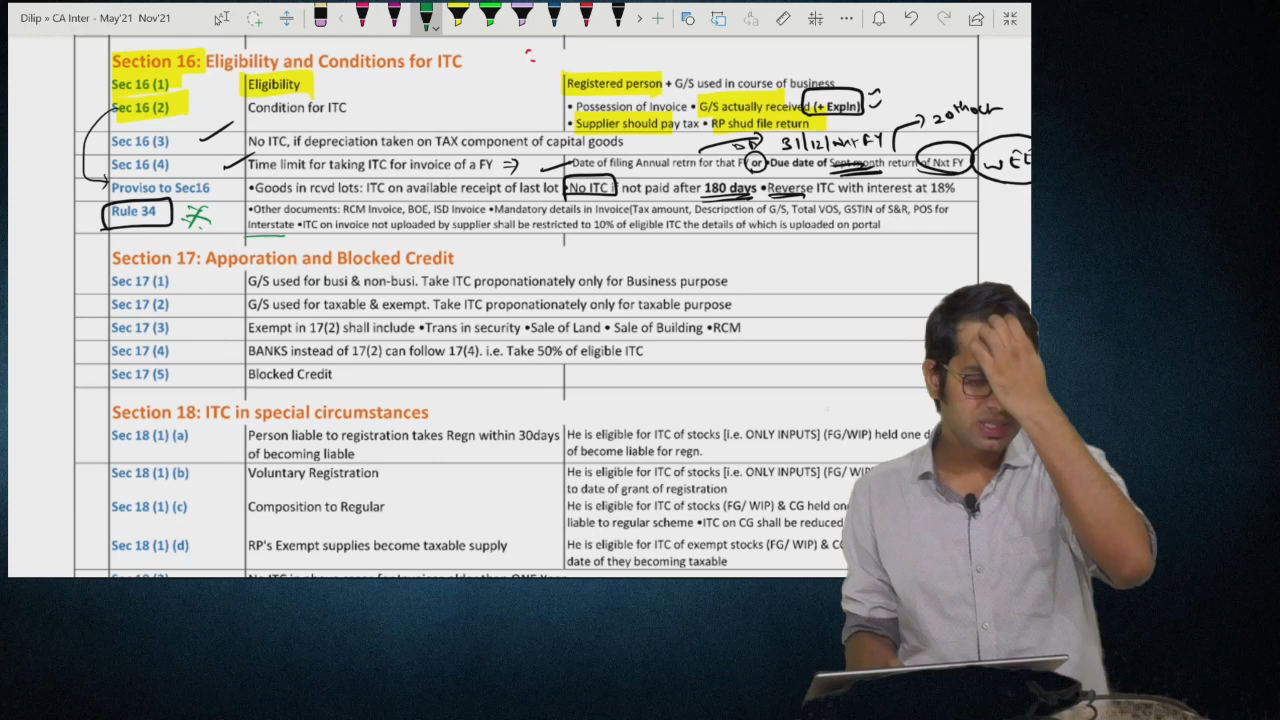 Dilip » CA Inter - May'21 Nov'21
Section 16: Eligibility and Conditions for ITC
Sec 16 (1) Eligibility Registered person + G/S used in course of business
Sec 16 (2) Condition for ITC • Possession of Invoice • G/S actually received (+ Expln)
• Supplier should pay tax • RP shud file return
20th Oct
Sec 16 (3) No ITC, if depreciation taken on TAX component of capital goods
DD 31/12/Nxt FY
Sec 16 (4) Time limit for taking ITC for invoice of a FY ⇒ •Date of filing Annual retrn for that FY or •Due date of Sept month return of Nxt FY
Proviso to Sec16 •Goods in rcvd lots: ITC on available receipt of last lot •No ITC if not paid after 180 days •Reverse ITC with interest at 18%
Rule 34 •Other documents: RCM Invoice, BOE, ISD Invoice •Mandatory details in Invoice(Tax amount, Description of G/S, Total VOS, GSTIN of S&R, POS for
Interstate •ITC on invoice not uploaded by supplier shall be restricted to 10% of eligible ITC the details of which is uploaded on portal
Section 17: Apporation and Blocked Credit
Sec 17 (1) G/S used for busi & non-busi. Take ITC proponationately only for Business purpose
Sec 17 (2) G/S used for taxable & exempt. Take ITC proponationately only for taxable purpose
Sec 17 (3) Exempt in 17(2) shall include •Trans in security •Sale of Land • Sale of Building •RCM
Sec 17 (4) BANKS instead of 17(2) can follow 17(4). i.e. Take 50% of eligible ITC
Sec 17 (5) Blocked Credit
Section 18: ITC in special circumstances
Sec 18 (1) (a) Person liable to registration takes Regn within 30days He is eligible for ITC of stocks [i.e. ONLY INPUTS] (FG/WIP) held one d
of becoming liable of become liable for regn.
Sec 18 (1) (b) Voluntary Registration He is eligible for ITC of stocks [i.e. ONLY INPUTS] (FG/ WIP)
to date of grant of registration
Sec 18 (1) (c) Composition to Regular He is eligible for ITC of stocks (FG/ WIP) & CG held one
liable to regular scheme •ITC on CG shall be reduced
Sec 18 (1) (d) RP's Exempt supplies become taxable supply He is eligible for ITC of exempt stocks (FG/ WIP) & CG
date of they becoming taxable